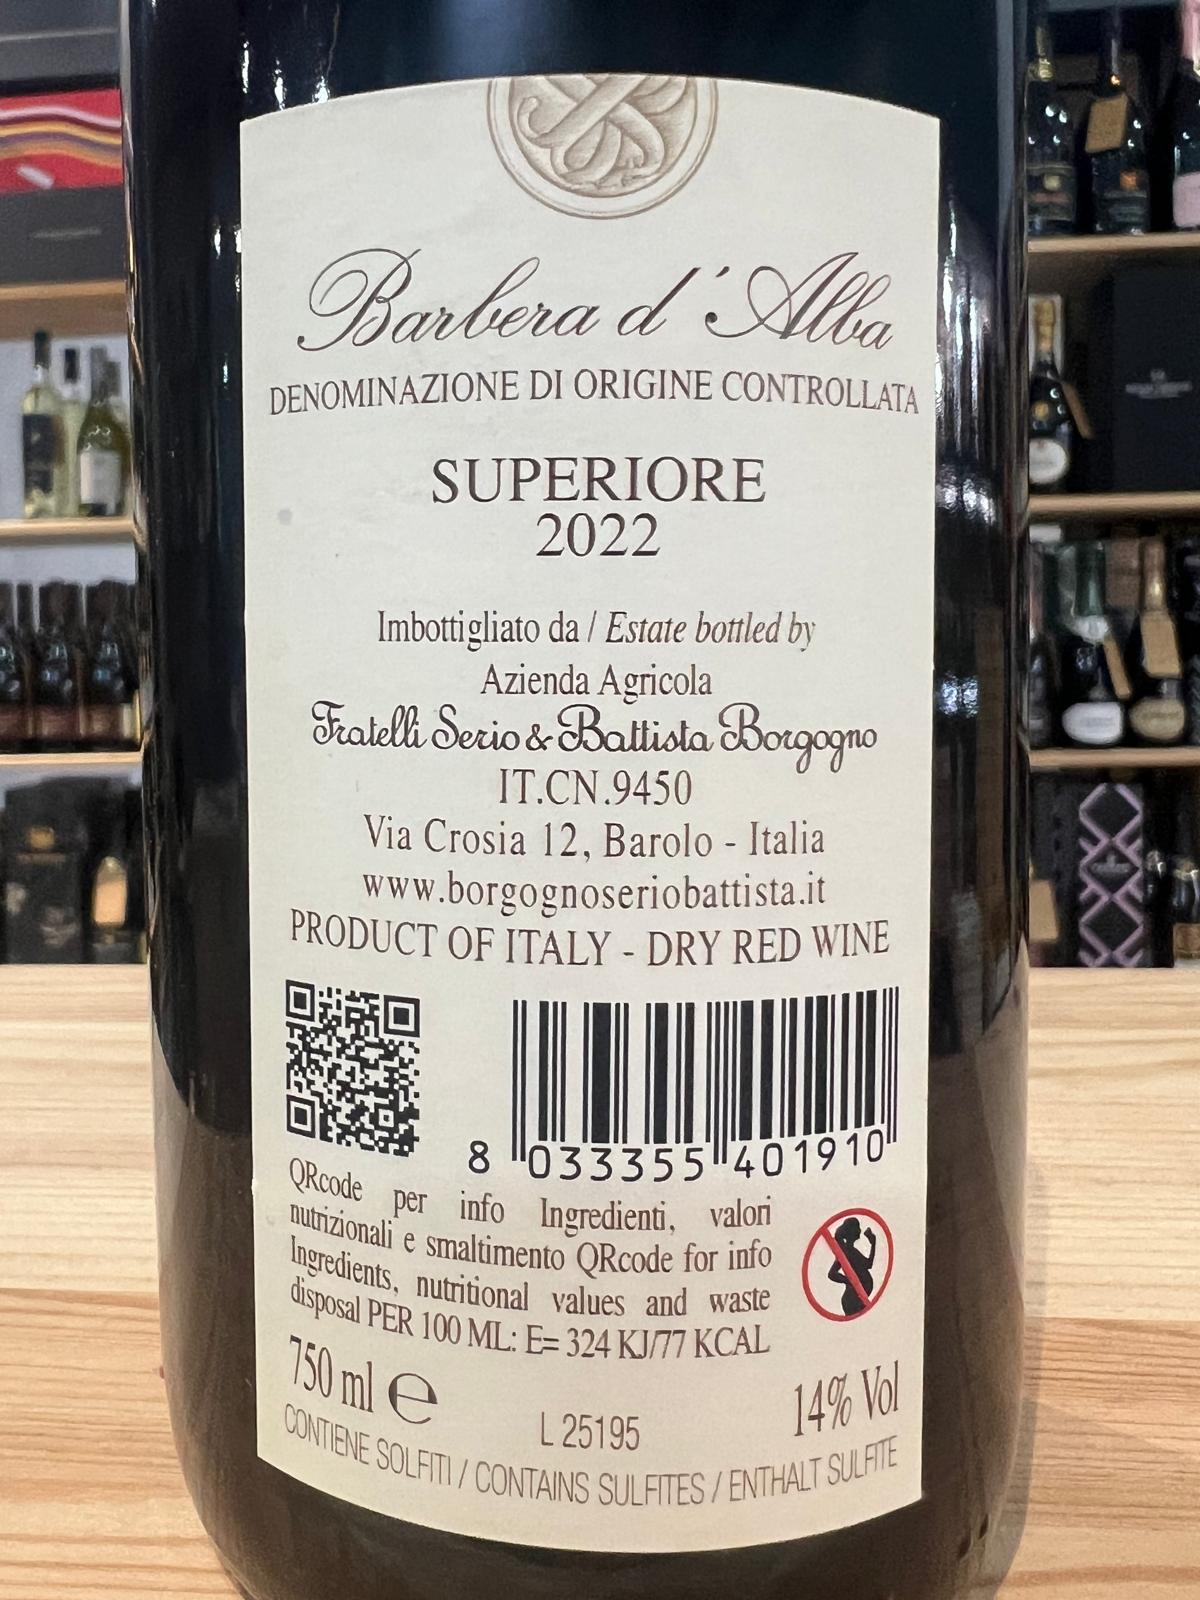 Barbera d'Alba
DENOMINAZIONE DI ORIGINE CONTROLLATA
SUPERIORE
2022
Imbottigliato da / Estate bottled by
Azienda Agricola
Fratelli Serio & Battista Borgogno
IT.CN.9450
Via Crosia 12, Barolo - Italia
www.borgognoseriobattista.it
PRODUCT OF ITALY - DRY RED WINE
8 033355 401910
QRcode per info Ingredienti, valori
nutrizionali e smaltimento QRcode for info
Ingredients, nutritional values and waste
disposal PER 100 ML: E= 324 KJ/77 KCAL
750 ml e
L 25195
14% Vol
CONTIENE SOLFITI / CONTAINS SULFITES / ENTHALT SULFITE